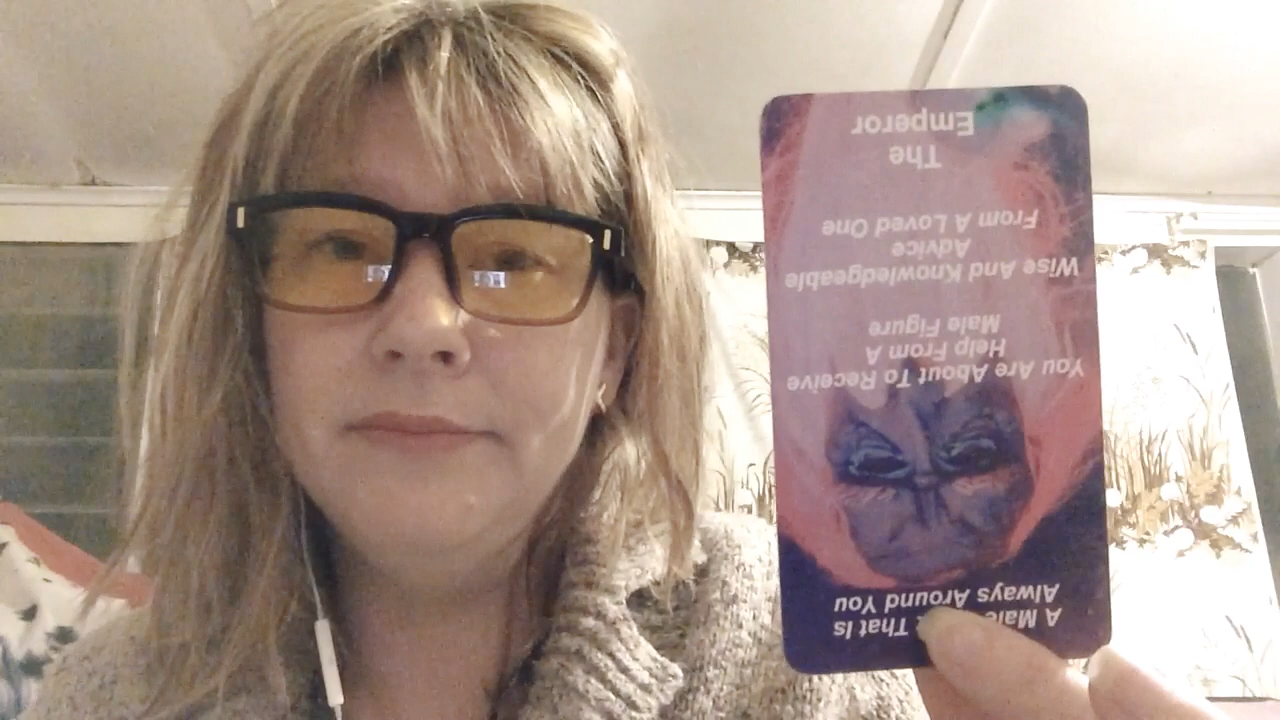 A Male That Is
Always Around You
You Are About To Receive
Help From A
Male Figure
Wise And Knowledgeable
Advice
From A Loved One
The
Emperor